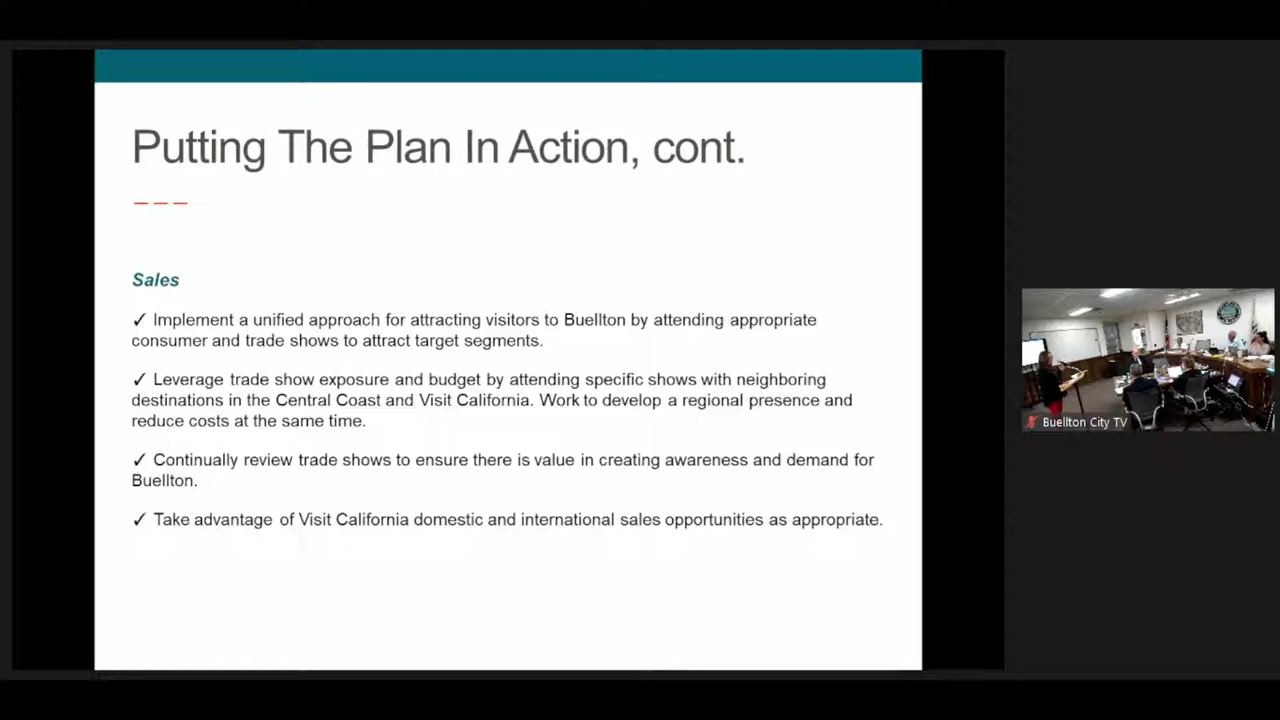 Putting The Plan In Action, cont.
Sales
✓ Implement a unified approach for attracting visitors to Buellton by attending appropriate
consumer and trade shows to attract target segments.
✓ Leverage trade show exposure and budget by attending specific shows with neighboring
destinations in the Central Coast and Visit California. Work to develop a regional presence and
reduce costs at the same time.
✓ Continually review trade shows to ensure there is value in creating awareness and demand for
Buellton.
✓ Take advantage of Visit California domestic and international sales opportunities as appropriate.
Buellton City TV